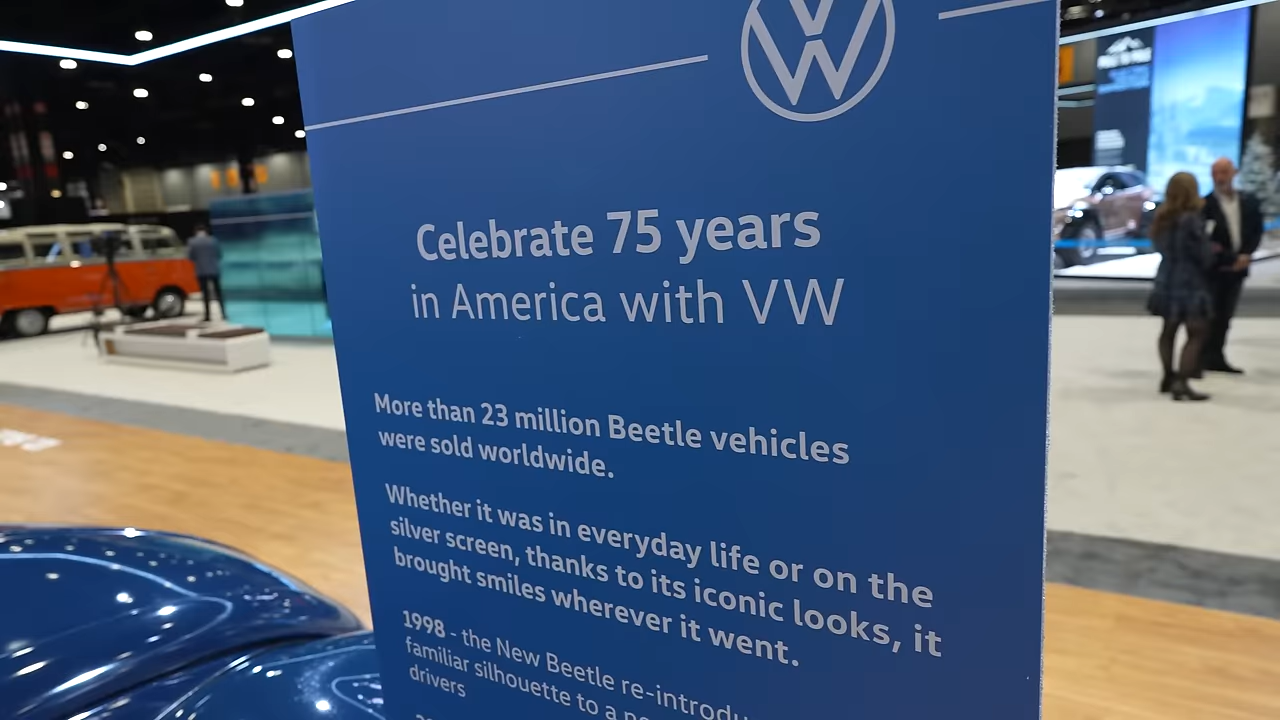 Celebrate 75 years
in America with VW
More than 23 million Beetle vehicles
were sold worldwide.
Whether it was in everyday life or on the
silver screen, thanks to its iconic looks, it
brought smiles wherever it went.
1998 - the New Beetle re-introdu
familiar silhouette to a
drivers